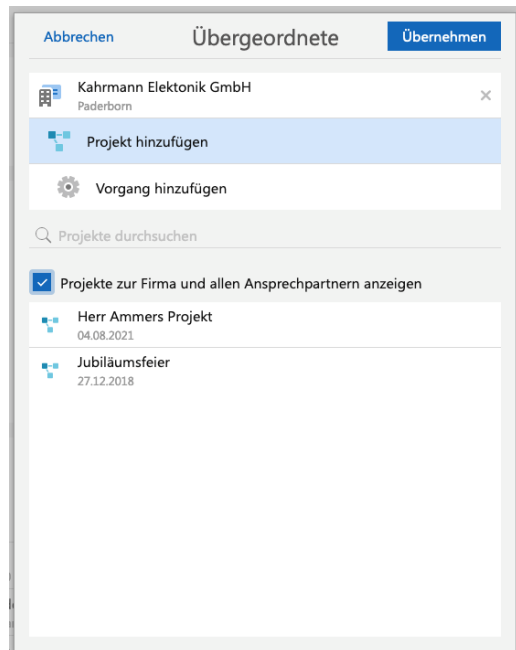 Abbrechen Übergeordnete Übernehmen
Kahrmann Elektonik GmbH
Paderborn
Projekt hinzufügen
Vorgang hinzufügen
Projekte durchsuchen
Projekte zur Firma und allen Ansprechpartnern anzeigen
Herr Ammers Projekt
04.08.2021
Jubiläumsfeier
27.12.2018